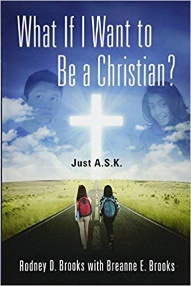 What If I Want to
Be a Christian?
Just A.S.K.
Rodney D. Brooks with Breanne E. Brooks